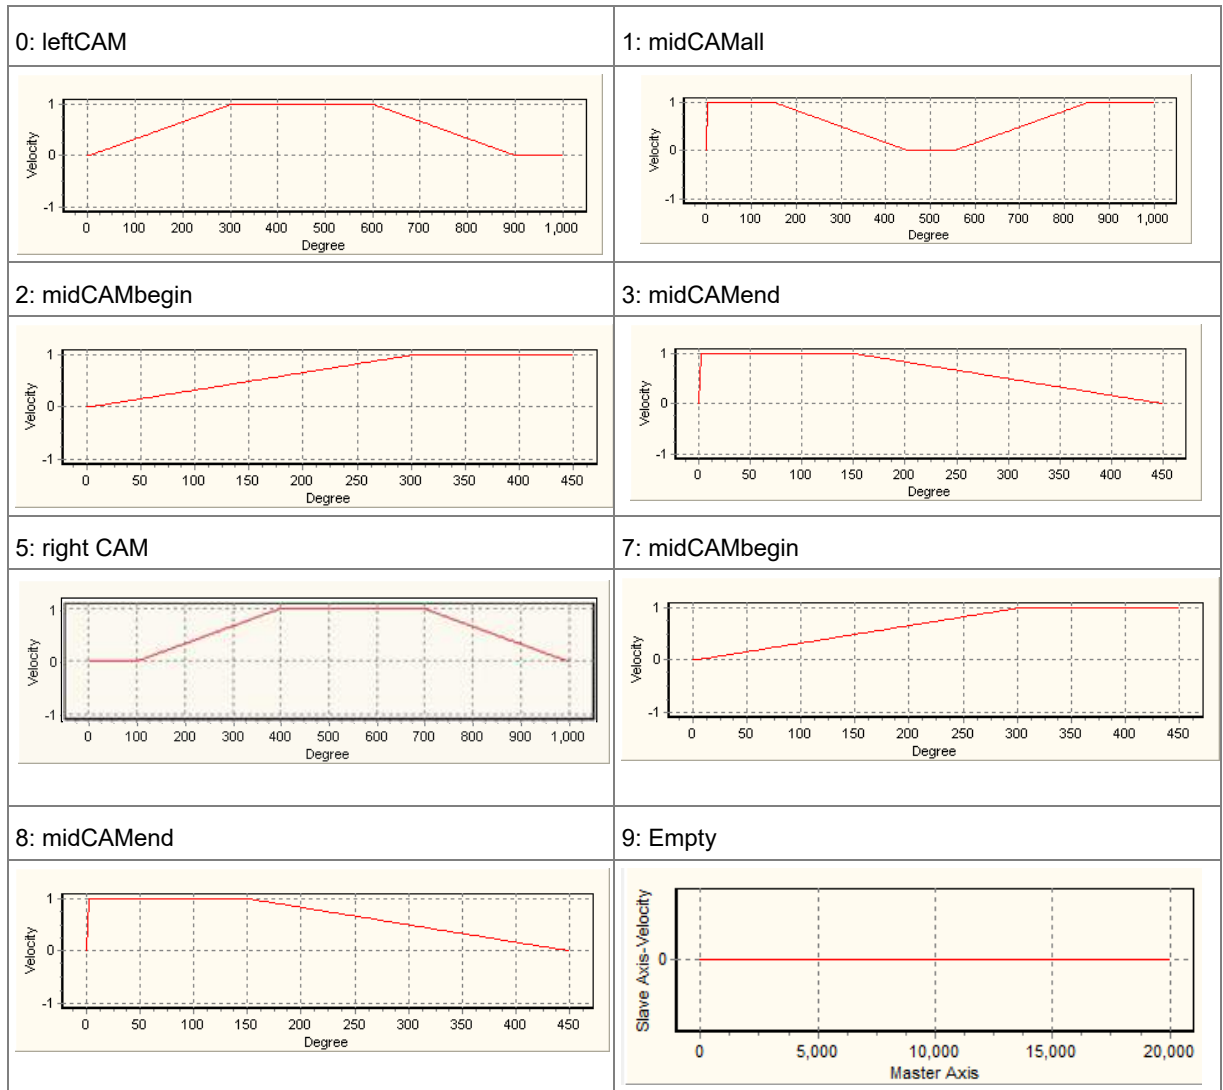 0: leftCAM
1: midCAMall
1
0
-1
Velocity
0 100 200 300 400 500 600 700 800 900 1,000
Degree
1
0
-1
Velocity
0 100 200 300 400 500 600 700 800 900 1,000
Degree
2: midCAMbegin
3: midCAMend
1
0
-1
Velocity
0 50 100 150 200 250 300 350 400 450
Degree
1
0
-1
Velocity
0 50 100 150 200 250 300 350 400 450
Degree
5: right CAM
7: midCAMbegin
1
0
-1
Velocity
0 100 200 300 400 500 600 700 800 900 1,000
Degree
1
0
-1
Velocity
0 50 100 150 200 250 300 350 400 450
Degree
8: midCAMend
9: Empty
1
0
-1
Velocity
0 50 100 150 200 250 300 350 400 450
Degree
Slave Axis-Velocity
0
0 5,000 10,000 15,000 20,000
Master Axis